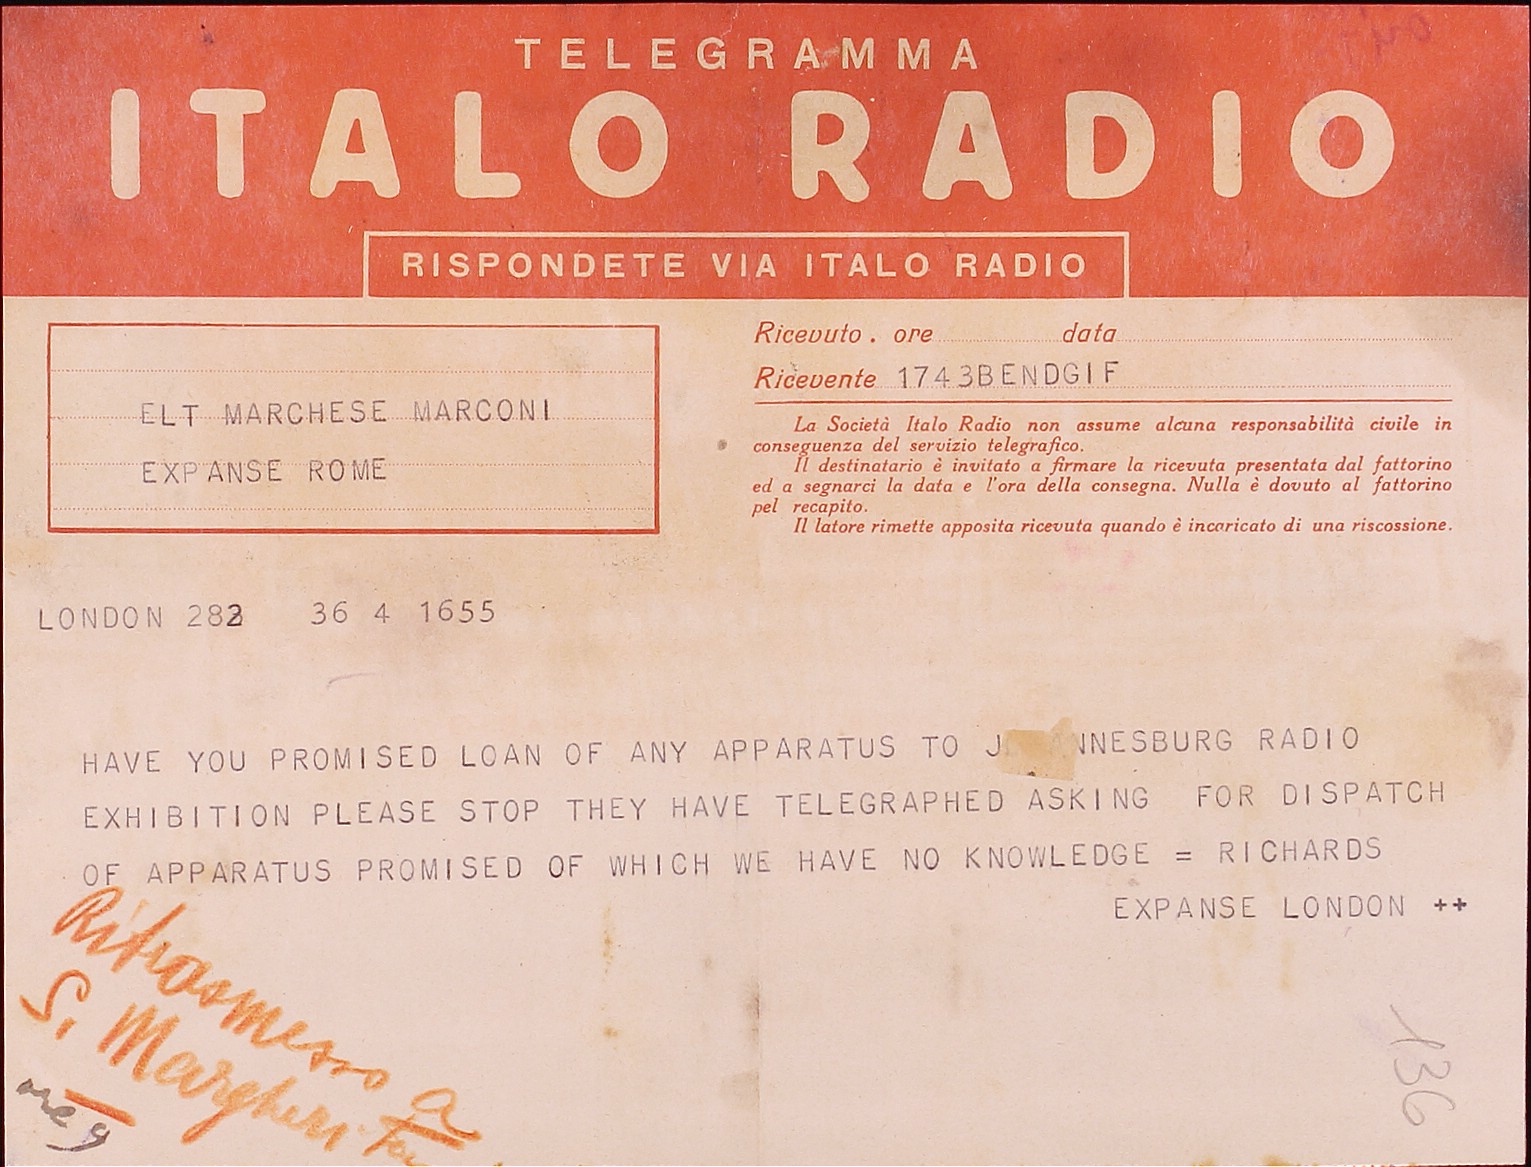 TELEGRAMMA
ITALO RADIO
RISPONDETE VIA ITALO RADIO
Ricevuto. ore data
Ricevente 1743BENDGIF
ELT MARCHESE MARCONI
EXPANSE ROME
La Società Italo Radio non assume alcuna responsabilità civile in
conseguenza del servizio telegrafico.
Il destinatario è invitato a firmare la ricevuta presentata dal fattorino
ed a segnarci la data e l'ora della consegna. Nulla è dovuto al fattorino
pel recapito.
Il latore rimette apposita ricevuta quando è incaricato di una riscossione.
LONDON 36 4 1655
HAVE YOU PROMISED LOAN OF ANY APPARATUS TO J ANNESBURG RADIO
EXHIBITION PLEASE STOP THEY HAVE TELEGRAPHED ASKING FOR DISPATCH
OF APPARATUS PROMISED OF WHICH WE HAVE NO KNOWLEDGE = RICHARDS
EXPANSE LONDON ++
Ritrasmesso a
S. Margheri
ore 9
136